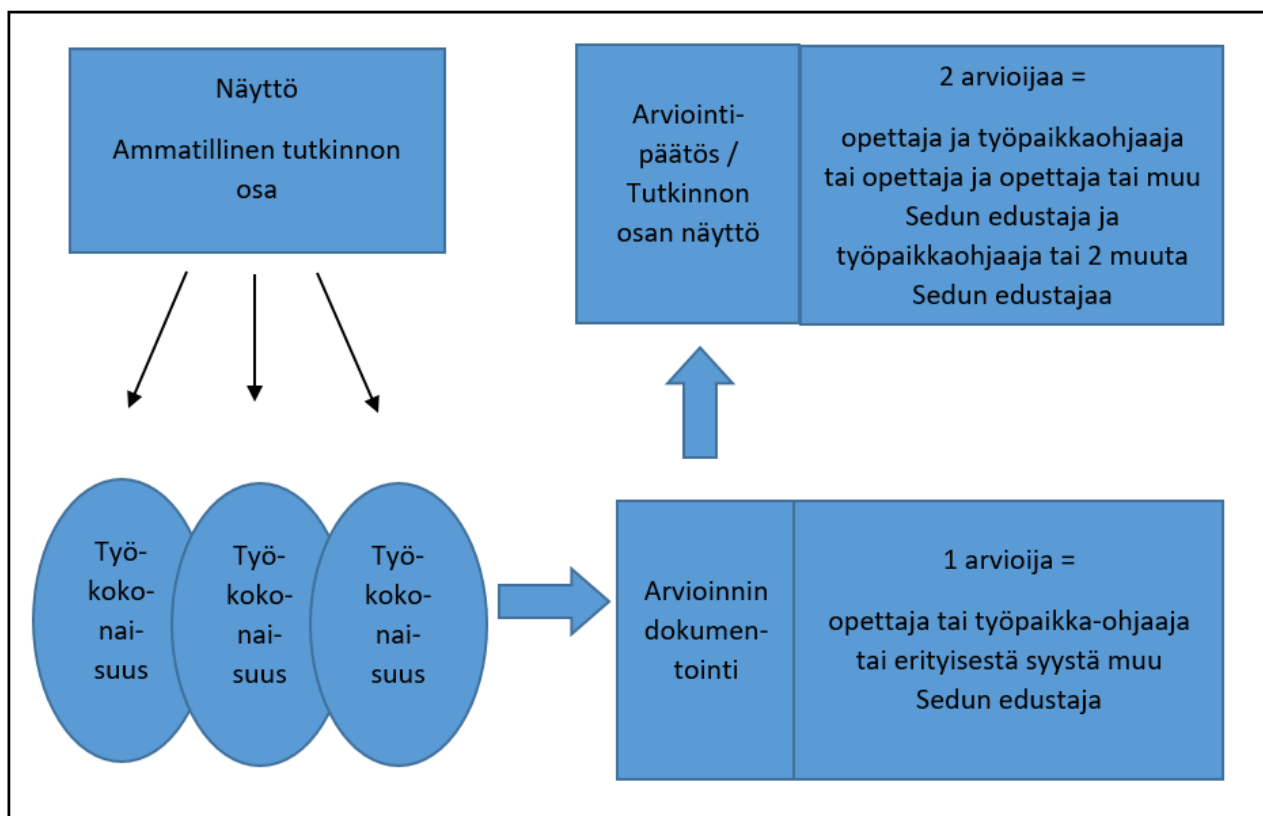 Näyttö
Ammatillinen tutkinnon
osa
Työ-
koko-
nai-
suus
Työ-
koko-
nai-
suus
Työ-
koko-
nai-
suus
Arvioinnin
dokumen-
tointi
1 arvioija =
opettaja tai työpaikka-ohjaaja
tai erityisestä syystä muu
Sedun edustaja
Arviointi-
päätös /
Tutkinnon
osan näyttö
2 arvioijaa =
opettaja ja työpaikkaohjaaja
tai opettaja ja opettaja tai muu
Sedun edustaja ja
työpaikkaohjaaja tai 2 muuta
Sedun edustajaa